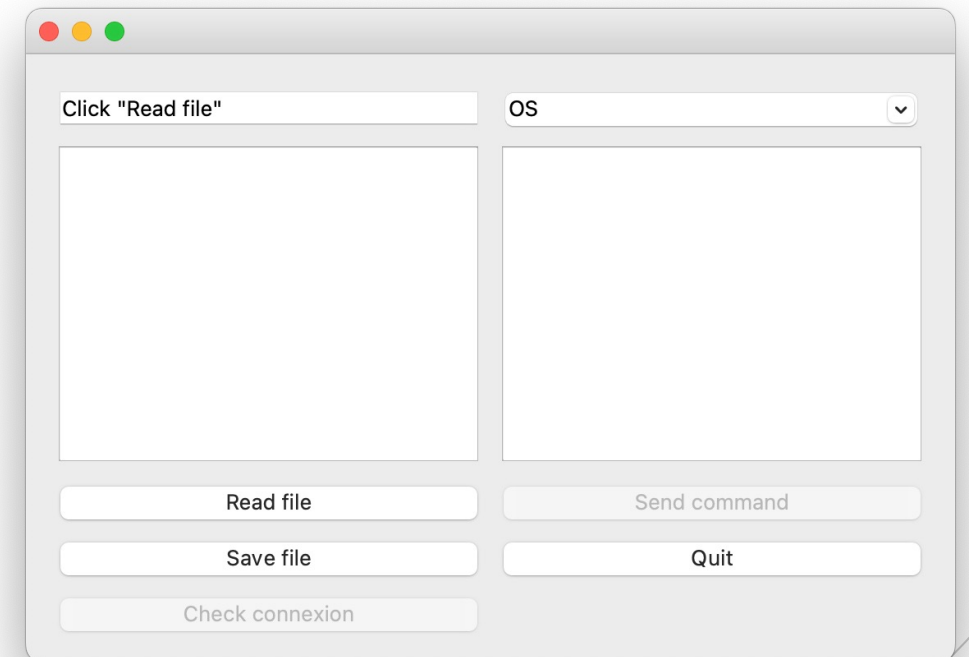 Click "Read file"
OS
Read file
Send command
Save file
Quit
Check connexion